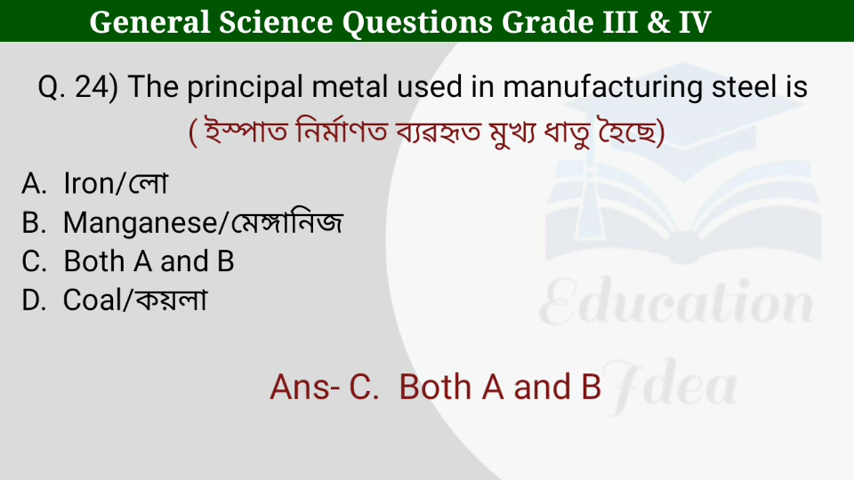 General Science Questions Grade III & IV
Q. 24) The principal metal used in manufacturing steel is
( ইস্পাত নিৰ্মাণত ব্যৱহৃত মুখ্য ধাতু হৈছে)
A. Iron/লো
B. Manganese/মেঙ্গানিজ
C. Both A and B
D. Coal/কয়লা
Education
Ans- C. Both A and B
Idea